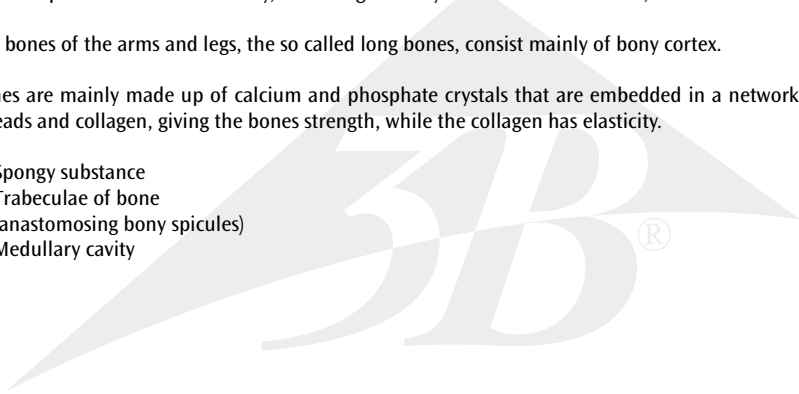 bones of the arms and legs, the so called long bones, consist mainly of bony cortex.
are mainly made up of calcium and phosphate crystals that are embedded in a network
and collagen, giving the bones strength, while the collagen has elasticity.
Spongy substance
Trabeculae of bone
anastomosing bony spicules)
Medullary cavity
3B®